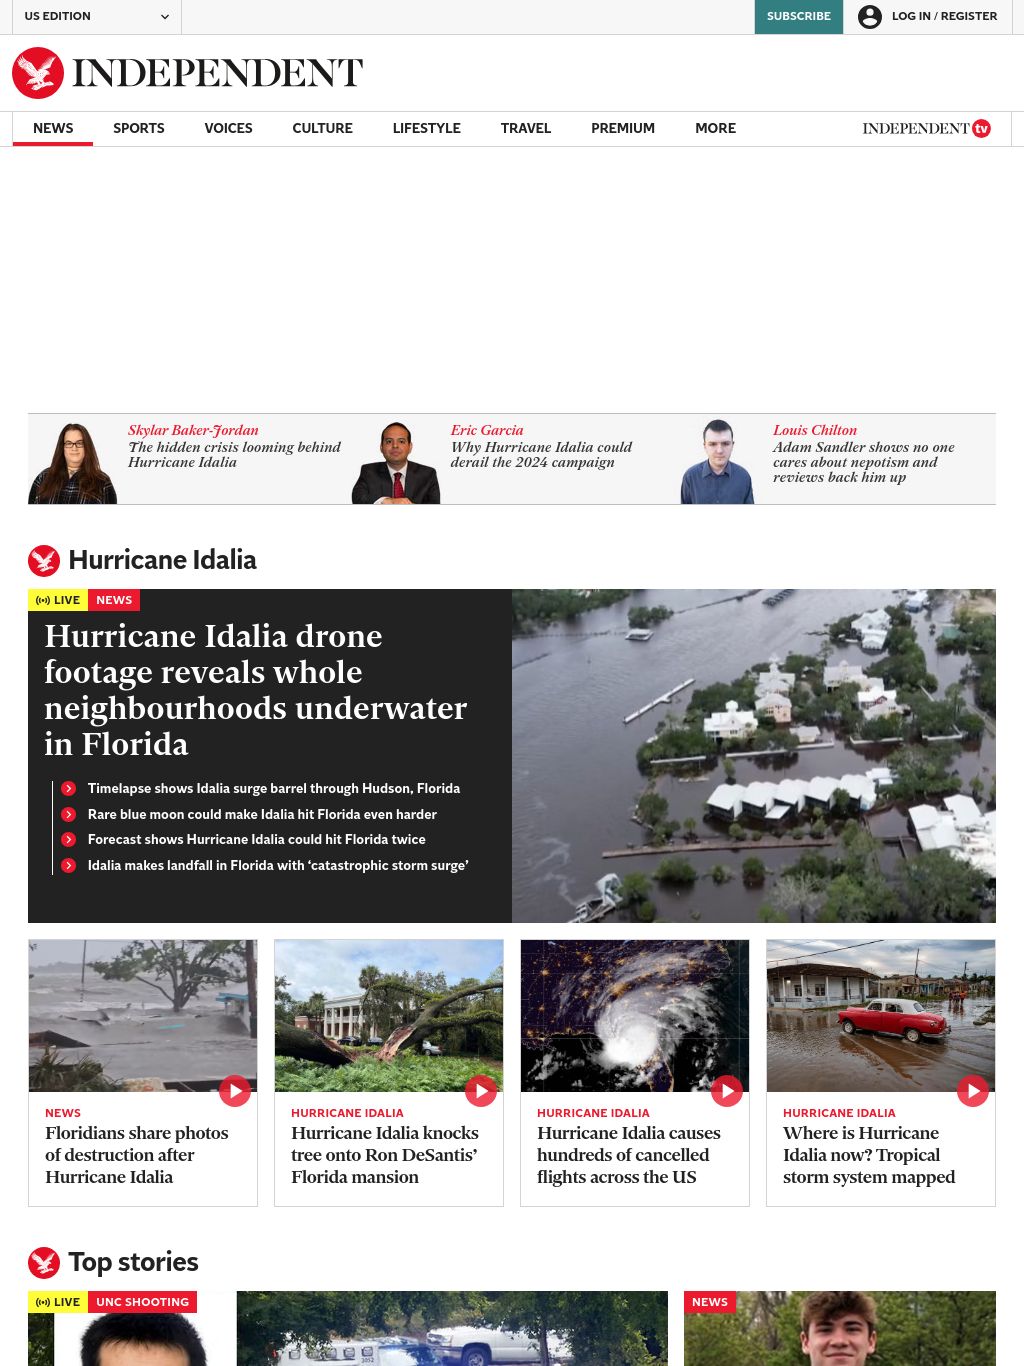 US EDITION
SUBSCRIBE
LOG IN / REGISTER
INDEPENDENT
NEWS SPORTS VOICES CULTURE LIFESTYLE TRAVEL PREMIUM MORE
INDEPENDENT tv
Skylar Baker-Jordan
The hidden crisis looming behind
Hurricane Idalia
Eric Garcia
Why Hurricane Idalia could
derail the 2024 campaign
Louis Chilton
Adam Sandler shows no one
cares about nepotism and
reviews back him up
Hurricane Idalia
LIVE NEWS
Hurricane Idalia drone
footage reveals whole
neighbourhoods underwater
in Florida
Timelapse shows Idalia surge barrel through Hudson, Florida
Rare blue moon could make Idalia hit Florida even harder
Forecast shows Hurricane Idalia could hit Florida twice
Idalia makes landfall in Florida with ‘catastrophic storm surge’
NEWS
Floridians share photos
of destruction after
Hurricane Idalia
HURRICANE IDALIA
Hurricane Idalia knocks
tree onto Ron DeSantis’
Florida mansion
HURRICANE IDALIA
Hurricane Idalia causes
hundreds of cancelled
flights across the US
HURRICANE IDALIA
Where is Hurricane
Idalia now? Tropical
storm system mapped
Top stories
LIVE UNC SHOOTING
NEWS